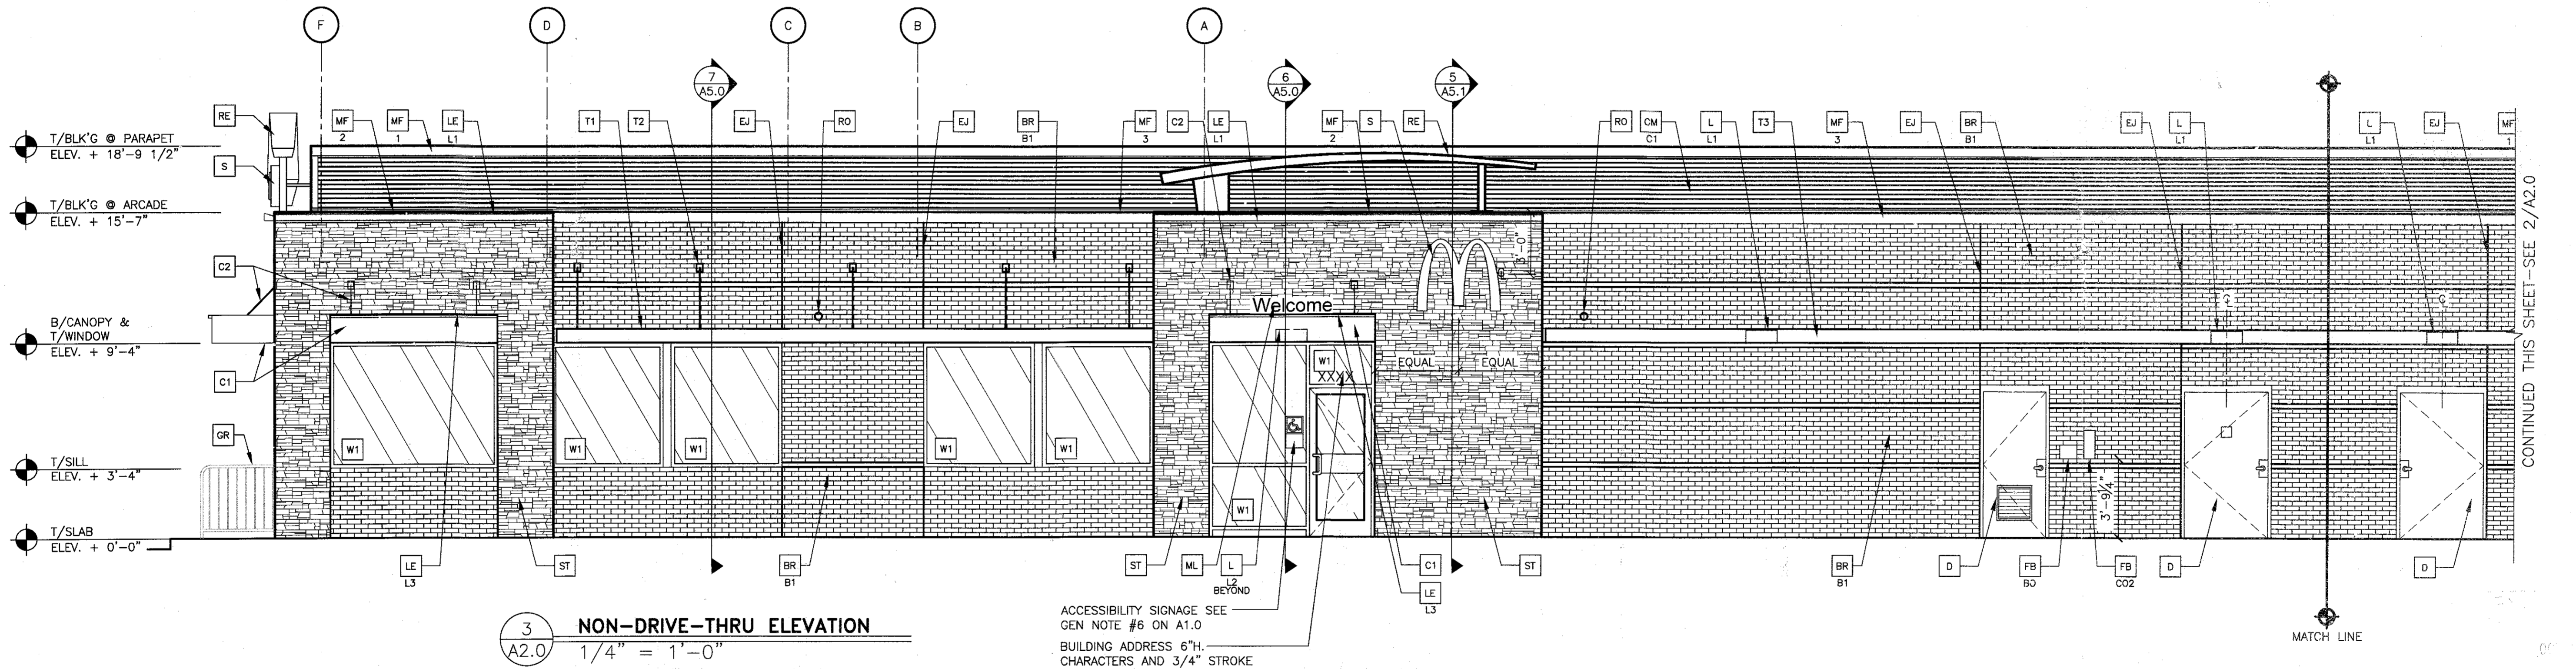 F
D
C
B
A
7
A5.0
6
A5.0
5
A5.1
RE
MF
2
MF
1
LE
L1
T1
T2
EJ
RO
EJ
BR
B1
MF
3
C2
LE
L1
MF
2
S
RE
RO
CM
C1
L
L1
T3
MF
3
EJ
BR
B1
EJ
L
L1
L
L1
EJ
MF
1
T/BLK'G @ PARAPET
ELEV. + 18'-9 1/2"
S
T/BLK'G @ ARCADE
ELEV. + 15'-7"
3'-0"
C2
Welcome
B/CANOPY &
T/WINDOW
ELEV. + 9'-4"
C1
W1
XXXX
EQUAL
EQUAL
GR
W1
W1
W1
W1
W1
W1
T/SILL
ELEV. + 3'-4"
3'-9/4"
T/SLAB
ELEV. + 0'-0"
LE
L3
ST
BR
B1
ST
ML
L
L2
BEYOND
C1
LE
L3
ST
BR
B1
D
FB
BO
FB
CO2
D
D
CONTINUED THIS SHEET-SEE 2/A2.0
3
A2.0
NON-DRIVE-THRU ELEVATION
1/4" = 1'-0"
ACCESSIBILITY SIGNAGE SEE
GEN NOTE #6 ON A1.0
BUILDING ADDRESS 6"H.
CHARACTERS AND 3/4" STROKE
MATCH LINE